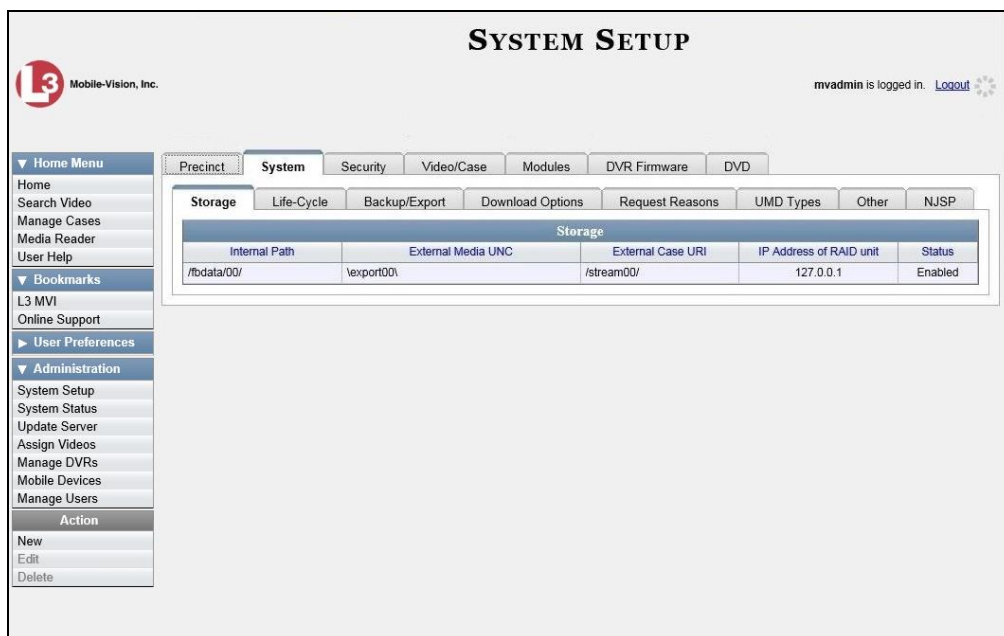 SYSTEM SETUP
L3 Mobile-Vision, Inc.
mvadmin is logged in. Logout
▼ Home Menu
Home
Search Video
Manage Cases
Media Reader
User Help
▼ Bookmarks
L3 MVI
Online Support
▶ User Preferences
▼ Administration
System Setup
System Status
Update Server
Assign Videos
Manage DVRs
Mobile Devices
Manage Users
Action
New
Edit
Delete
Precinct System Security Video/Case Modules DVR Firmware DVD
Storage Life-Cycle Backup/Export Download Options Request Reasons UMD Types Other NJSP
Storage
Internal Path External Media UNC External Case URI IP Address of RAID unit Status
/fbdata/00/ \export00\ /stream00/ 127.0.0.1 Enabled